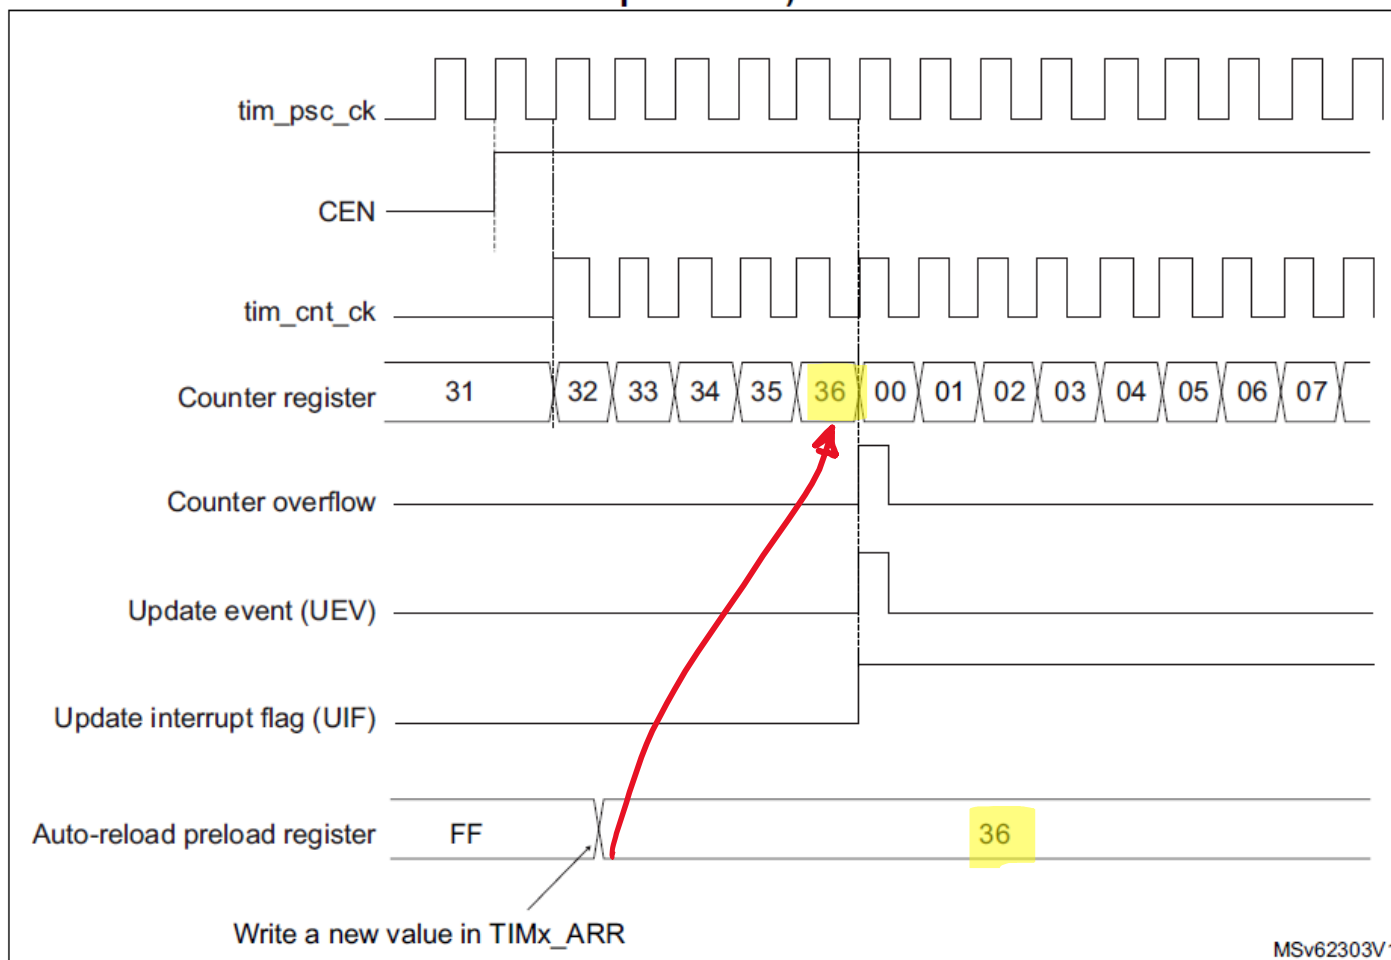 tim_psc_ck
CEN
tim_cnt_ck
Counter register 31 32 33 34 35 36 00 01 02 03 04 05 06 07
Counter overflow
Update event (UEV)
Update interrupt flag (UIF)
Auto-reload preload register FF 36
Write a new value in TIMx_ARR
MSv62303V1